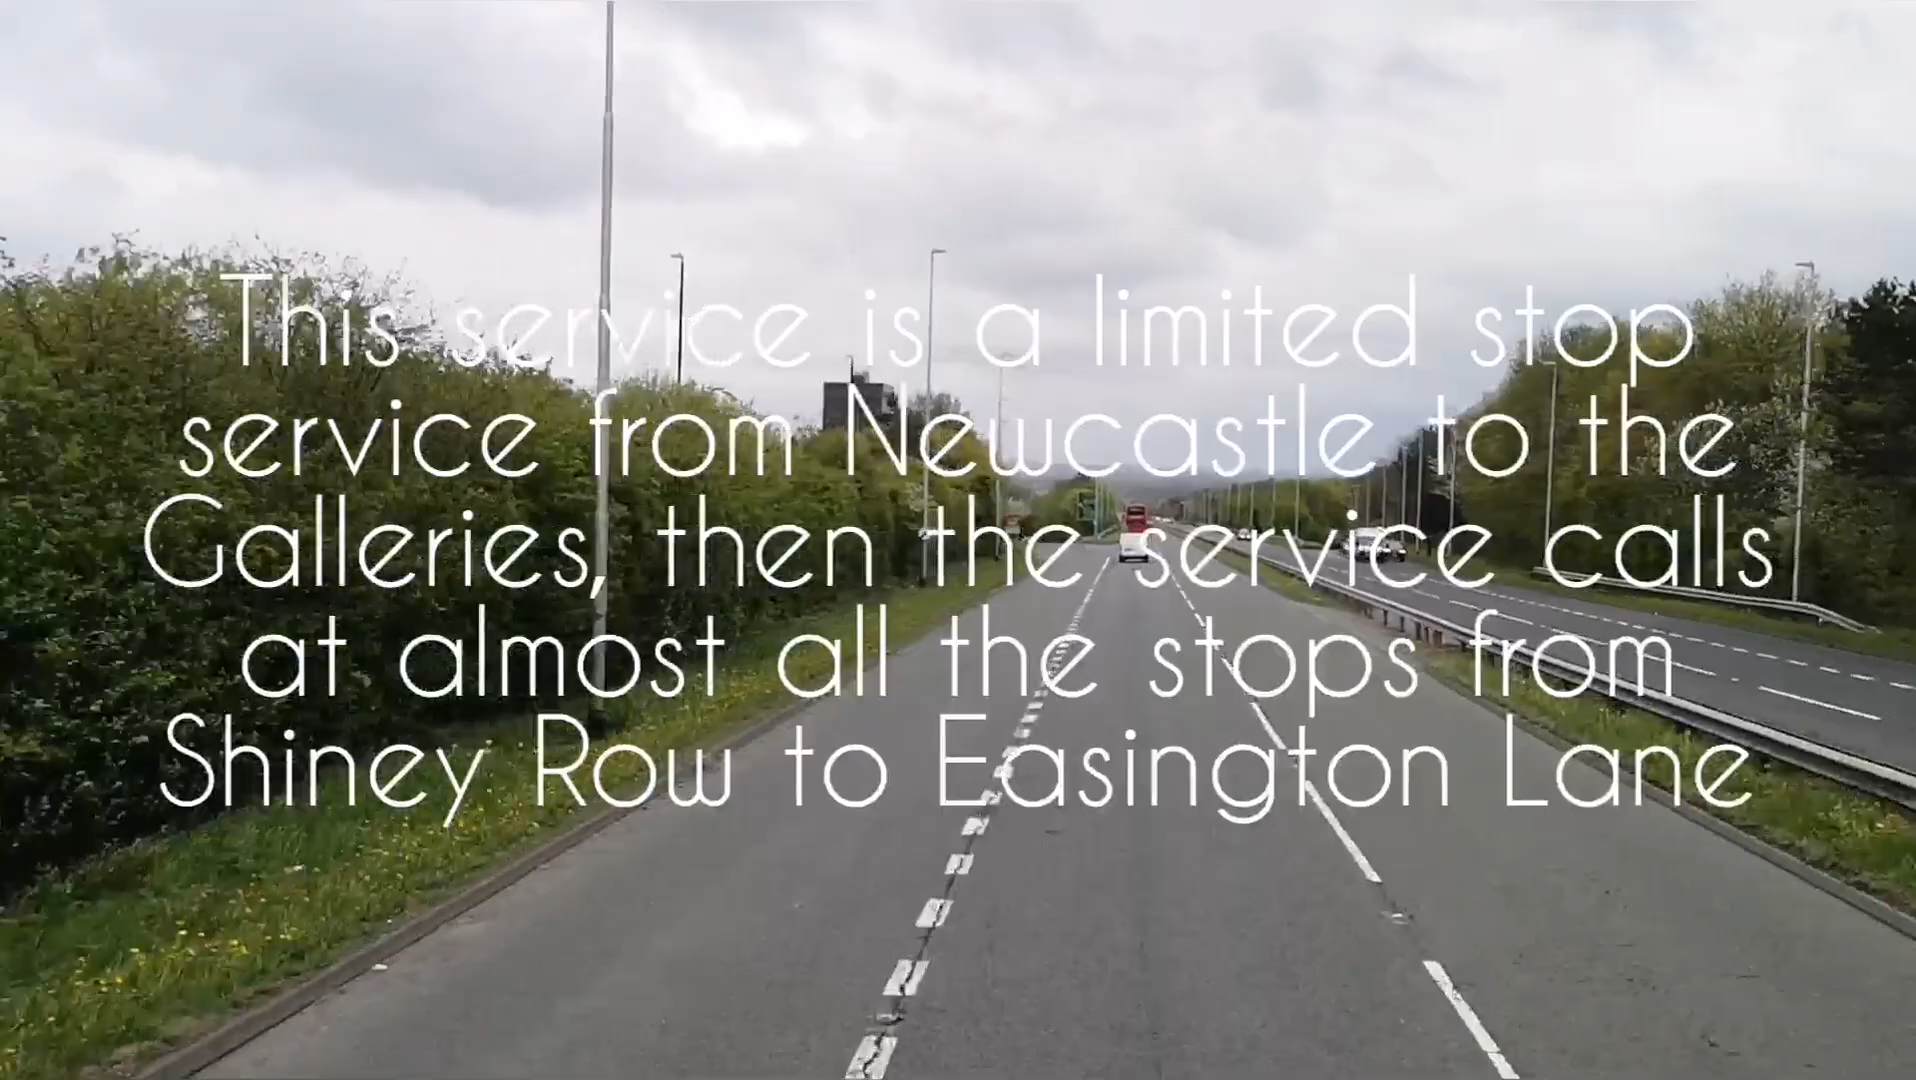 This service is a limited stop
service from Newcastle to the
Galleries, then the service calls
at almost all the stops from
Shiney Row to Easington Lane